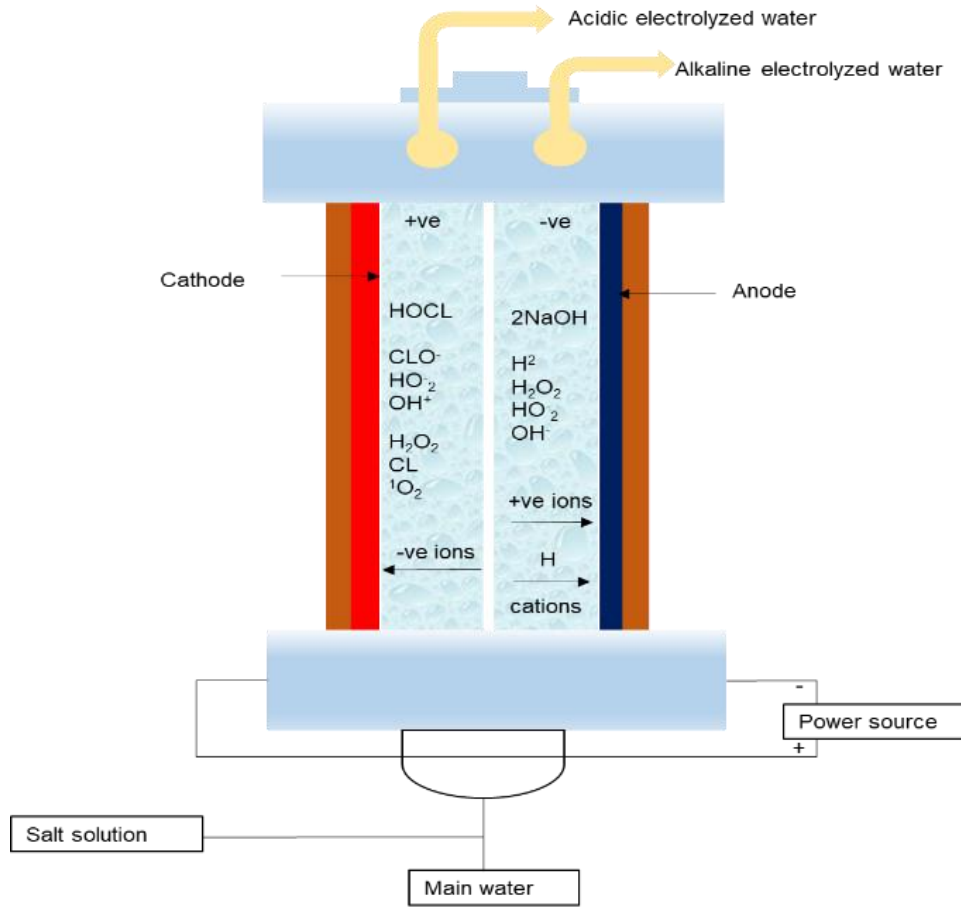 Acidic electrolyzed water
Alkaline electrolyzed water
+ve
-ve
Cathode
Anode
HOCL
CLO⁻
HO⁻₂
OH⁺
H₂O₂
CL
¹O₂
2NaOH
H²
H₂O₂
HO⁻₂
OH⁻
+ve ions
-ve ions
H
cations
-
Power source
+
Salt solution
Main water